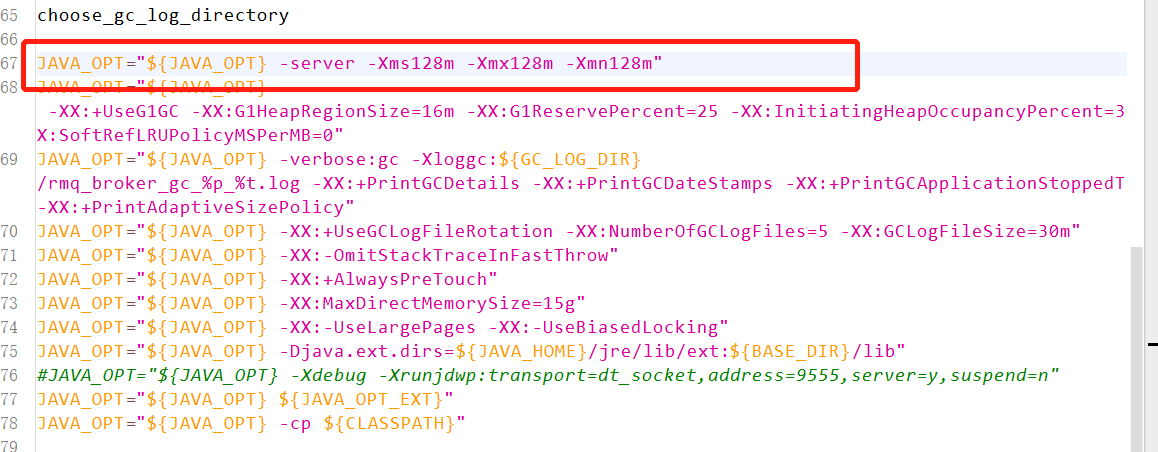 65 choose_gc_log_directory
66
67 JAVA_OPT="${JAVA_OPT} -server -Xms128m -Xmx128m -Xmn128m"
68 JAVA_OPT="${JAVA_OPT}
-XX:+UseG1GC -XX:G1HeapRegionSize=16m -XX:G1ReservePercent=25 -XX:InitiatingHeapOccupancyPercent=3
X:SoftRefLRUPolicyMSPerMB=0"
69 JAVA_OPT="${JAVA_OPT} -verbose:gc -Xloggc:${GC_LOG_DIR}
/rmq_broker_gc_%p_%t.log -XX:+PrintGCDetails -XX:+PrintGCDateStamps -XX:+PrintGCApplicationStoppedT
-XX:+PrintAdaptiveSizePolicy"
70 JAVA_OPT="${JAVA_OPT} -XX:+UseGCLogFileRotation -XX:NumberOfGCLogFiles=5 -XX:GCLogFileSize=30m"
71 JAVA_OPT="${JAVA_OPT} -XX:-OmitStackTraceInFastThrow"
72 JAVA_OPT="${JAVA_OPT} -XX:+AlwaysPreTouch"
73 JAVA_OPT="${JAVA_OPT} -XX:MaxDirectMemorySize=15g"
74 JAVA_OPT="${JAVA_OPT} -XX:-UseLargePages -XX:-UseBiasedLocking"
75 JAVA_OPT="${JAVA_OPT} -Djava.ext.dirs=${JAVA_HOME}/jre/lib/ext:${BASE_DIR}/lib"
76 #JAVA_OPT="${JAVA_OPT} -Xdebug -Xrunjdwp:transport=dt_socket,address=9555,server=y,suspend=n"
77 JAVA_OPT="${JAVA_OPT} ${JAVA_OPT_EXT}"
78 JAVA_OPT="${JAVA_OPT} -cp ${CLASSPATH}"
79